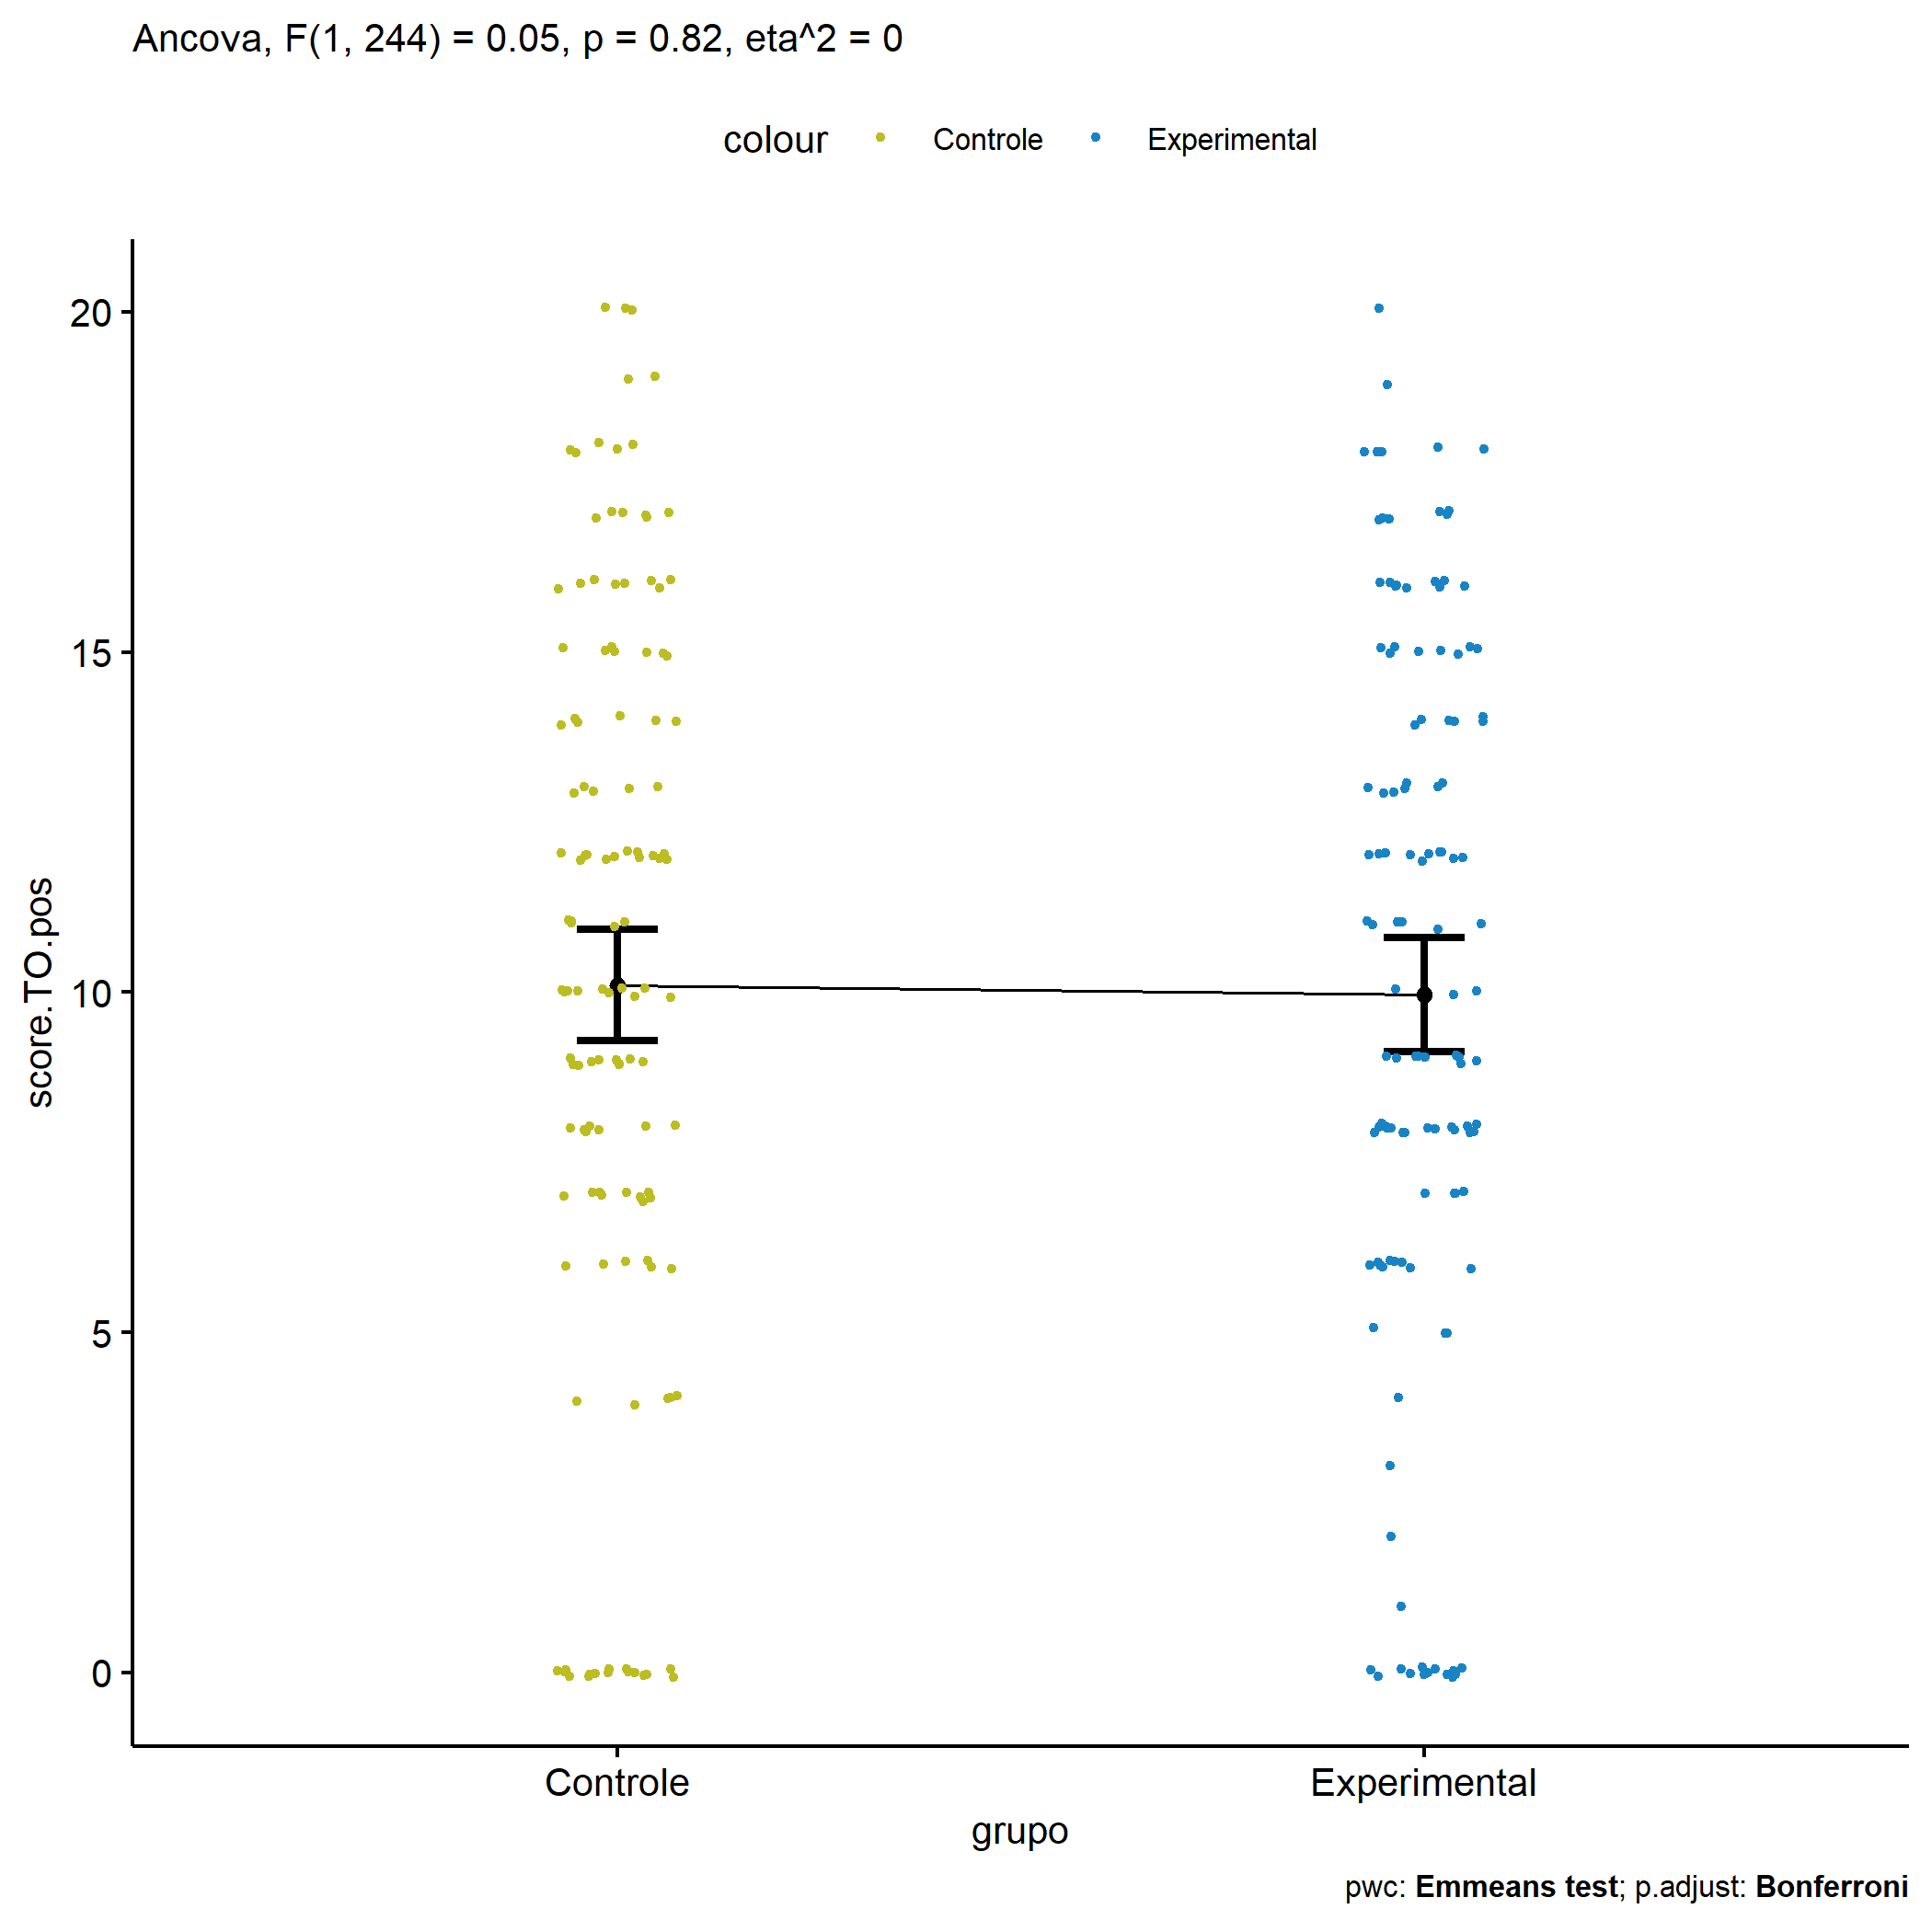 Ancova, F(1, 244) = 0.05, p = 0.82, eta^2 = 0
colour Controle Experimental
score.TO.pos
20
15
10
5
0
Controle Experimental
grupo
pwc: Emmeans test; p.adjust: Bonferroni